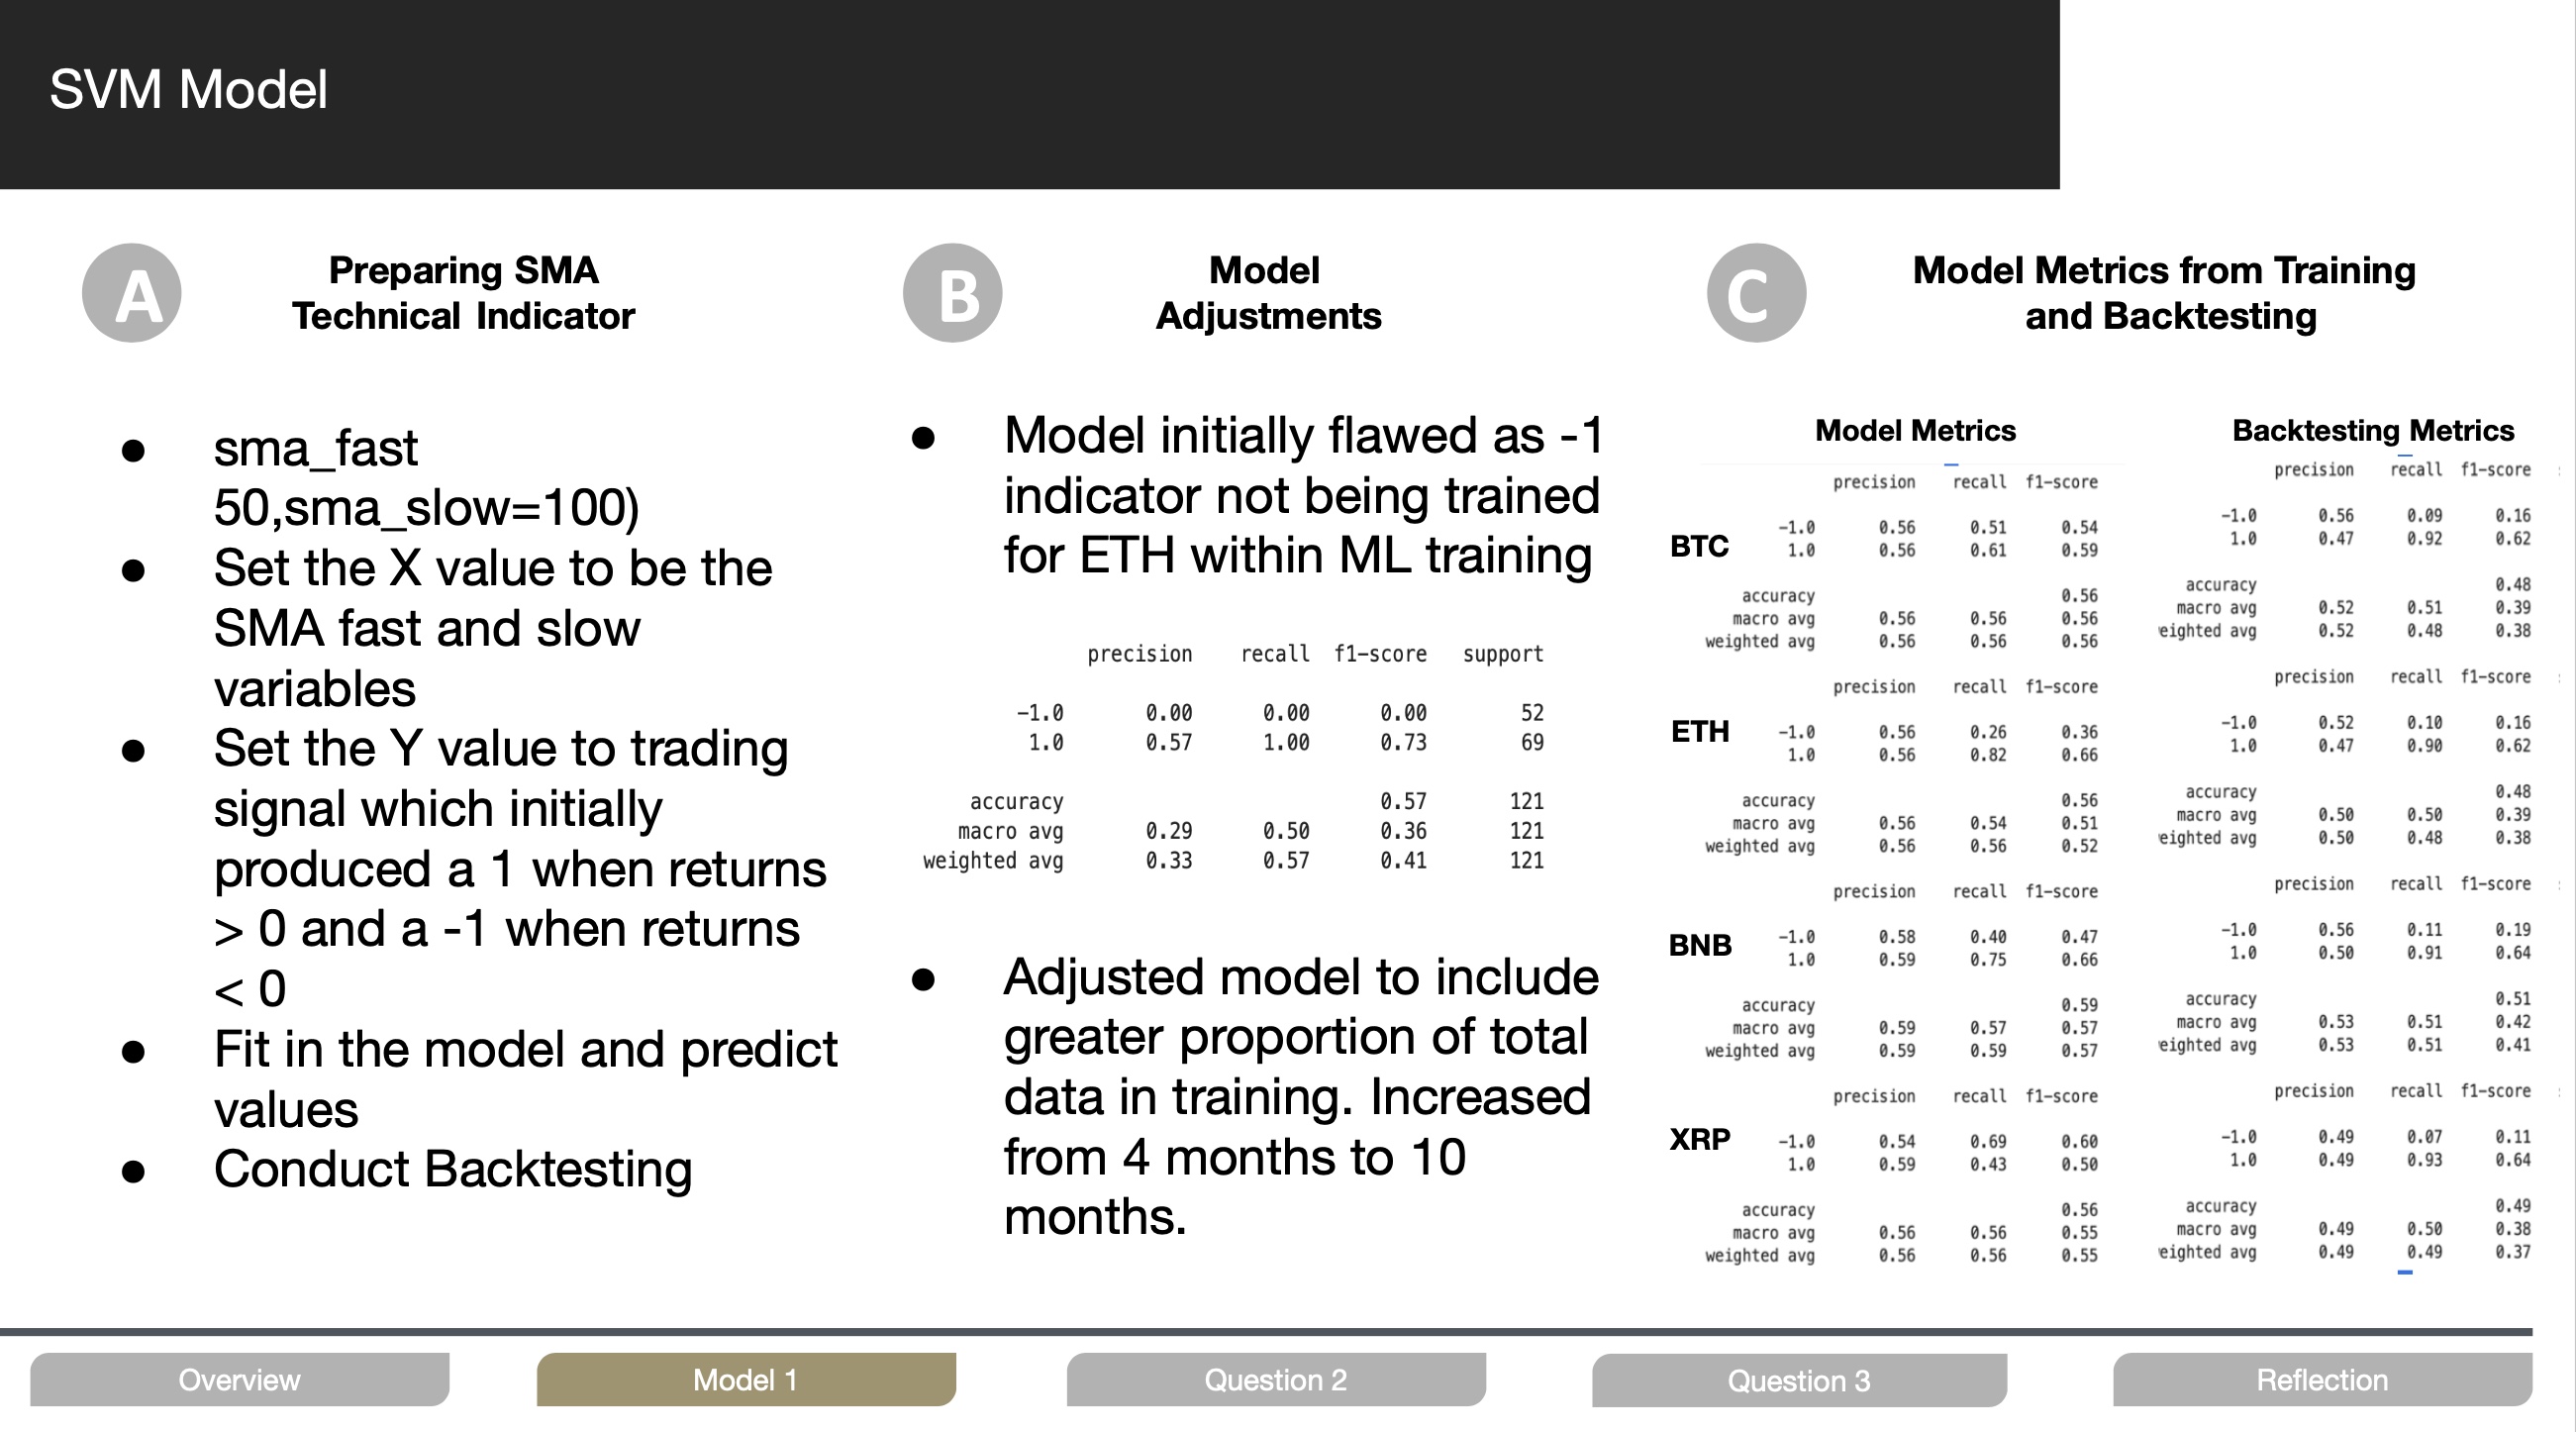 SVM Model
A
Preparing SMA
Technical Indicator
● sma_fast
50,sma_slow=100)
● Set the X value to be the
SMA fast and slow
variables
● Set the Y value to trading
signal which initially
produced a 1 when returns
> 0 and a -1 when returns
< 0
● Fit in the model and predict
values
● Conduct Backtesting
B
Model
Adjustments
● Model initially flawed as -1
indicator not being trained
for ETH within ML training
precision recall f1-score support
-1.0 0.00 0.00 0.00 52
1.0 0.57 1.00 0.73 69
accuracy 0.57 121
macro avg 0.29 0.50 0.36 121
weighted avg 0.33 0.57 0.41 121
● Adjusted model to include
greater proportion of total
data in training. Increased
from 4 months to 10
months.
C
Model Metrics from Training
and Backtesting
Model Metrics
precision recall f1-score
BTC
-1.0 0.56 0.51 0.54
1.0 0.56 0.61 0.59
accuracy 0.56
macro avg 0.56 0.56 0.56
weighted avg 0.56 0.56 0.56
precision recall f1-score
ETH
-1.0 0.56 0.26 0.36
1.0 0.56 0.82 0.66
accuracy 0.56
macro avg 0.56 0.54 0.51
weighted avg 0.56 0.56 0.52
precision recall f1-score
BNB
-1.0 0.58 0.40 0.47
1.0 0.59 0.75 0.66
accuracy 0.59
macro avg 0.59 0.57 0.57
weighted avg 0.59 0.59 0.57
precision recall f1-score
XRP
-1.0 0.54 0.69 0.60
1.0 0.59 0.43 0.50
accuracy 0.56
macro avg 0.56 0.56 0.55
weighted avg 0.56 0.56 0.55
Backtesting Metrics
precision recall f1-score
-1.0 0.56 0.09 0.16
1.0 0.47 0.92 0.62
accuracy 0.48
macro avg 0.52 0.51 0.39
eighted avg 0.52 0.48 0.38
precision recall f1-score
-1.0 0.52 0.10 0.16
1.0 0.47 0.90 0.62
accuracy 0.48
macro avg 0.50 0.50 0.39
eighted avg 0.50 0.48 0.38
precision recall f1-score
-1.0 0.56 0.11 0.19
1.0 0.50 0.91 0.64
accuracy 0.51
macro avg 0.53 0.51 0.42
eighted avg 0.53 0.51 0.41
precision recall f1-score
-1.0 0.49 0.07 0.11
1.0 0.49 0.93 0.64
accuracy 0.49
macro avg 0.49 0.50 0.38
eighted avg 0.49 0.49 0.37
Overview
Model 1
Question 2
Question 3
Reflection